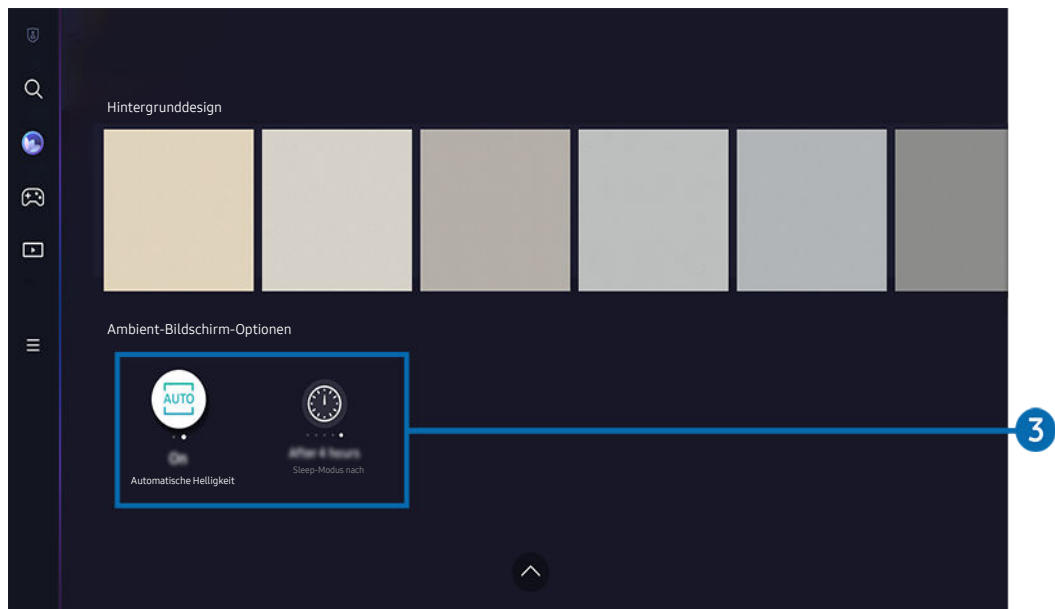 Hintergrunddesign
Ambient-Bildschirm-Optionen
AUTO
On
After 4 hours
Automatische Helligkeit
Sleep-Modus nach
3